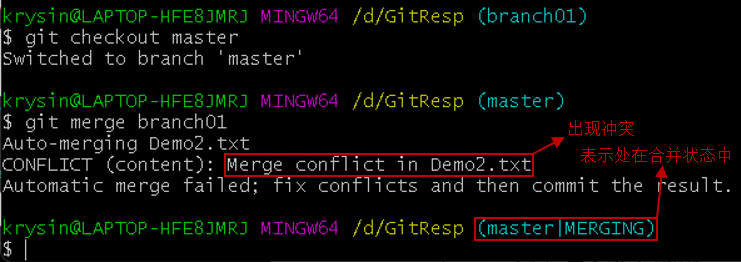 krysin@LAPTOP-HFE8JMRJ MINGW64 /d/GitResp (branch01)
$ git checkout master
Switched to branch 'master'
krysin@LAPTOP-HFE8JMRJ MINGW64 /d/GitResp (master)
$ git merge branch01
Auto-merging Demo2.txt
出现冲突
CONFLICT (content): Merge conflict in Demo2.txt
表示处在合并状态中
Automatic merge failed; fix conflicts and then commit the result.
krysin@LAPTOP-HFE8JMRJ MINGW64 /d/GitResp (master|MERGING)
$